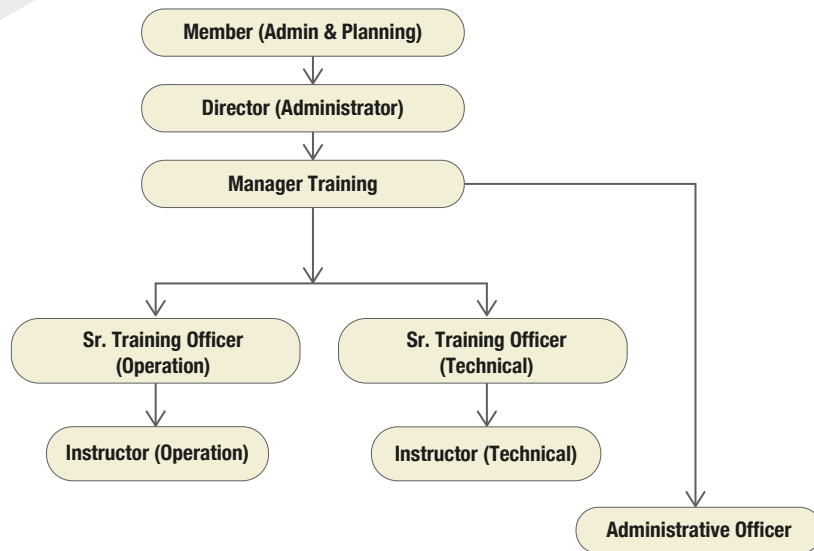 Member (Admin & Planning)
Director (Administrator)
Manager Training
Sr. Training Officer
(Operation)
Sr. Training Officer
(Technical)
Instructor (Operation)
Instructor (Technical)
Administrative Officer